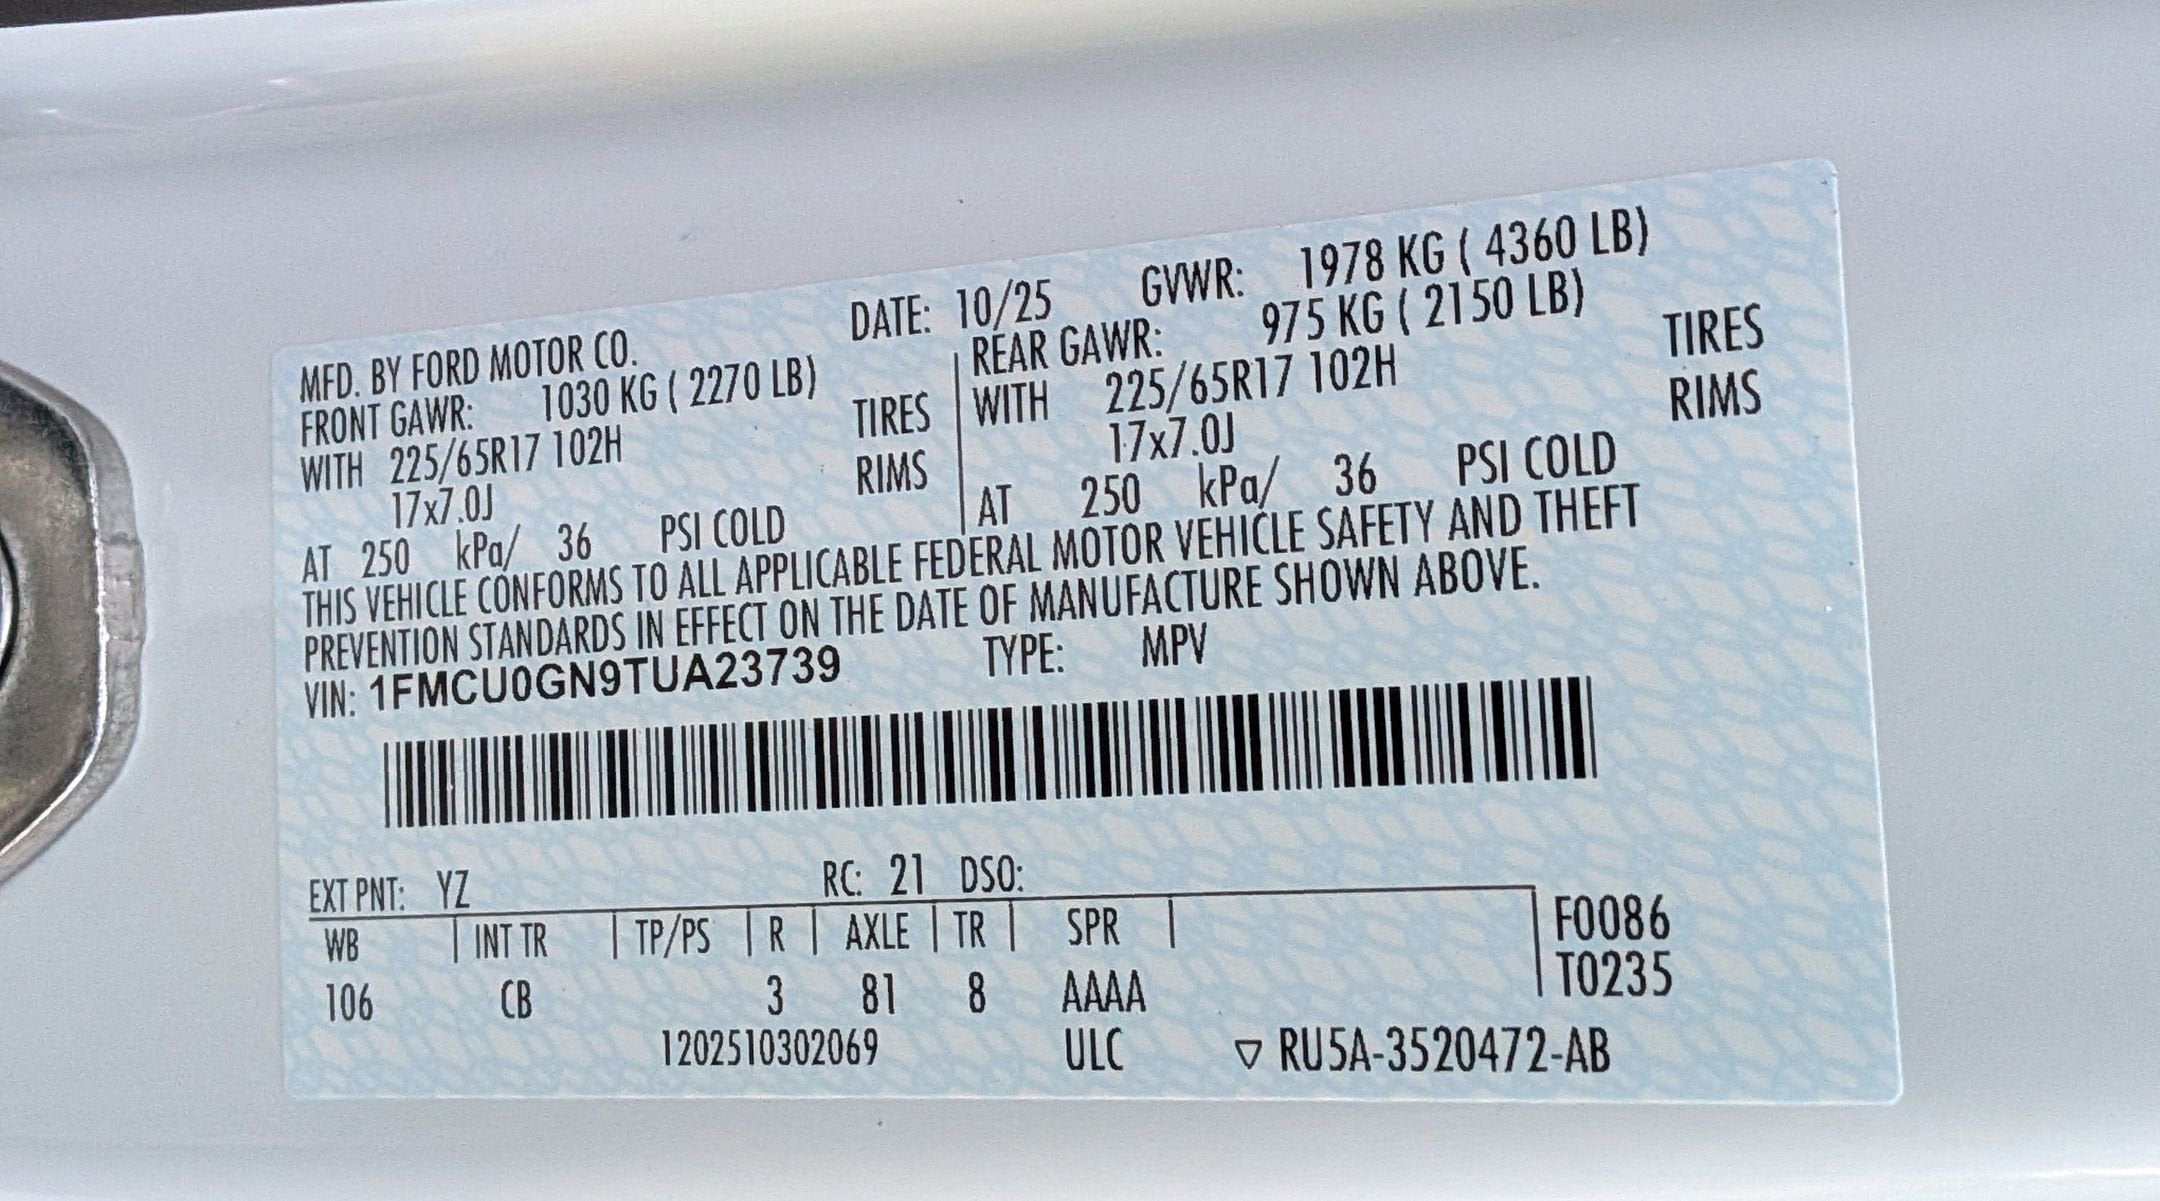 MFD. BY FORD MOTOR CO. DATE: 10/25 GVWR: 1978 KG ( 4360 LB)
FRONT GAWR: 1030 KG ( 2270 LB)
WITH 225/65R17 102H TIRES
17x7.0J RIMS
AT 250 kPa/ 36 PSI COLD
REAR GAWR: 975 KG ( 2150 LB)
WITH 225/65R17 102H TIRES
17x7.0J RIMS
AT 250 kPa/ 36 PSI COLD
THIS VEHICLE CONFORMS TO ALL APPLICABLE FEDERAL MOTOR VEHICLE SAFETY AND THEFT
PREVENTION STANDARDS IN EFFECT ON THE DATE OF MANUFACTURE SHOWN ABOVE.
VIN: 1FMCU0GN9TUA23739 TYPE: MPV
EXT PNT: YZ RC: 21 DSO:
WB INT TR TP/PS R AXLE TR SPR F0086
106 CB 3 81 8 AAAA T0235
1202510302069 ULC ▽ RU5A-3520472-AB